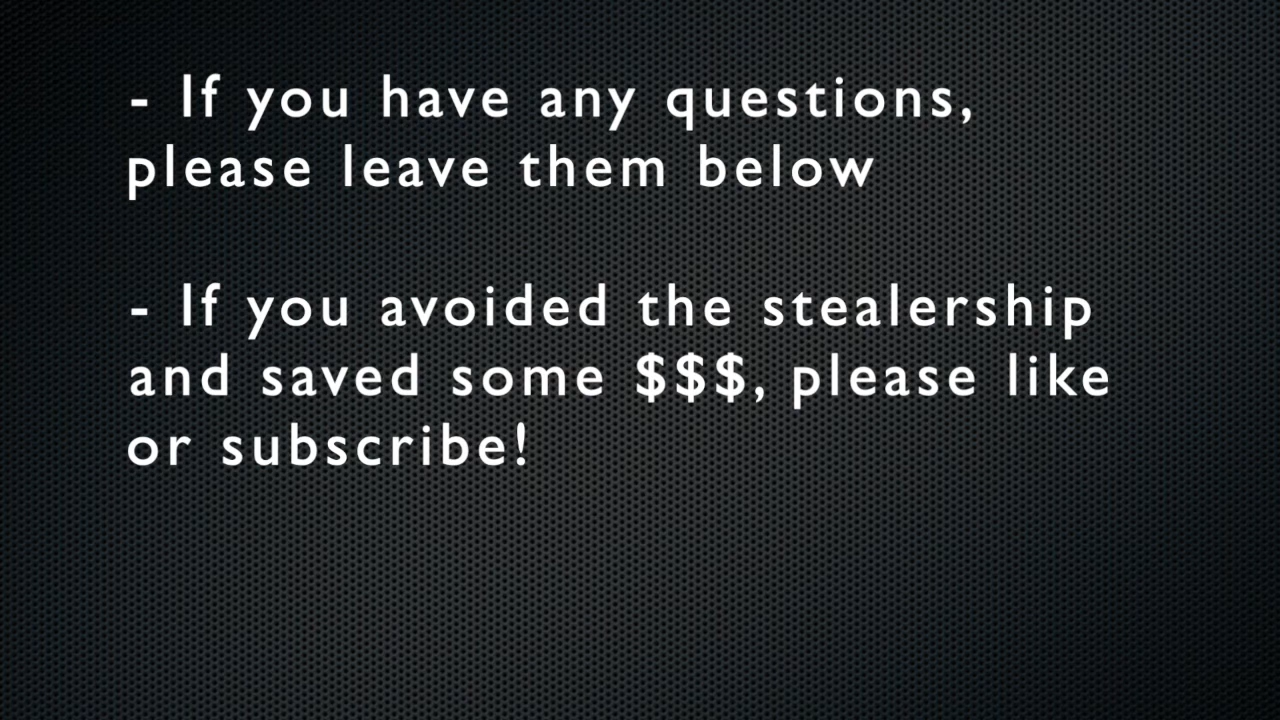 - If you have any questions,
please leave them below
- If you avoided the stealership
and saved some $$$, please like
or subscribe!